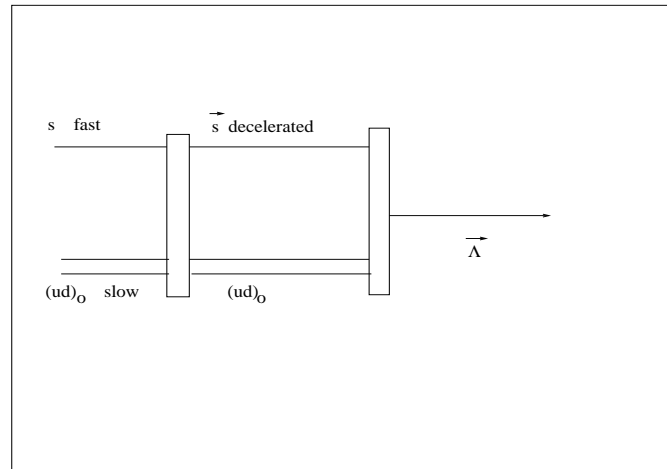 s fast
s decelerated
Λ
(ud)o slow
(ud)o